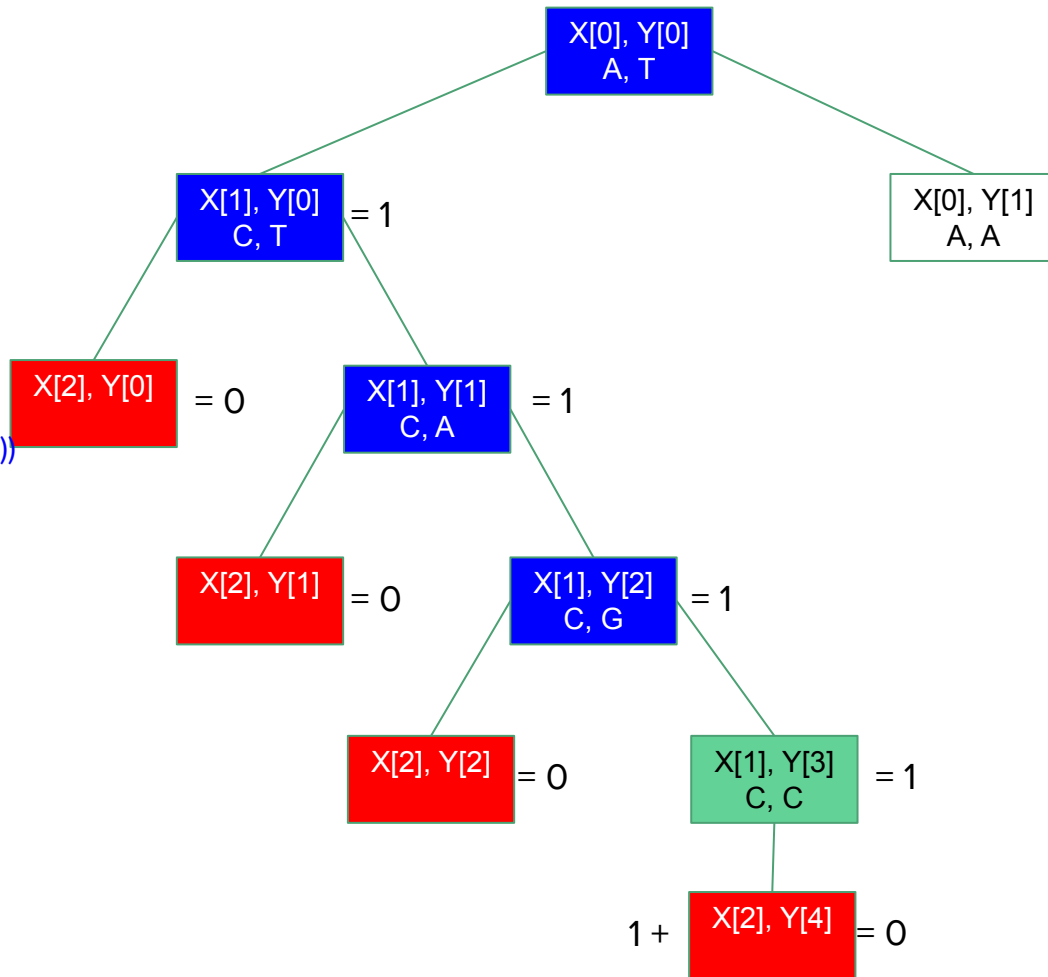 X[0], Y[0]
A, T
X[1], Y[0]
C, T
= 1
X[0], Y[1]
A, A
X[2], Y[0]
= 0
X[1], Y[1]
C, A
= 1
))
X[2], Y[1]
= 0
X[1], Y[2]
C, G
= 1
X[2], Y[2]
= 0
X[1], Y[3]
C, C
= 1
1 +
X[2], Y[4]
= 0